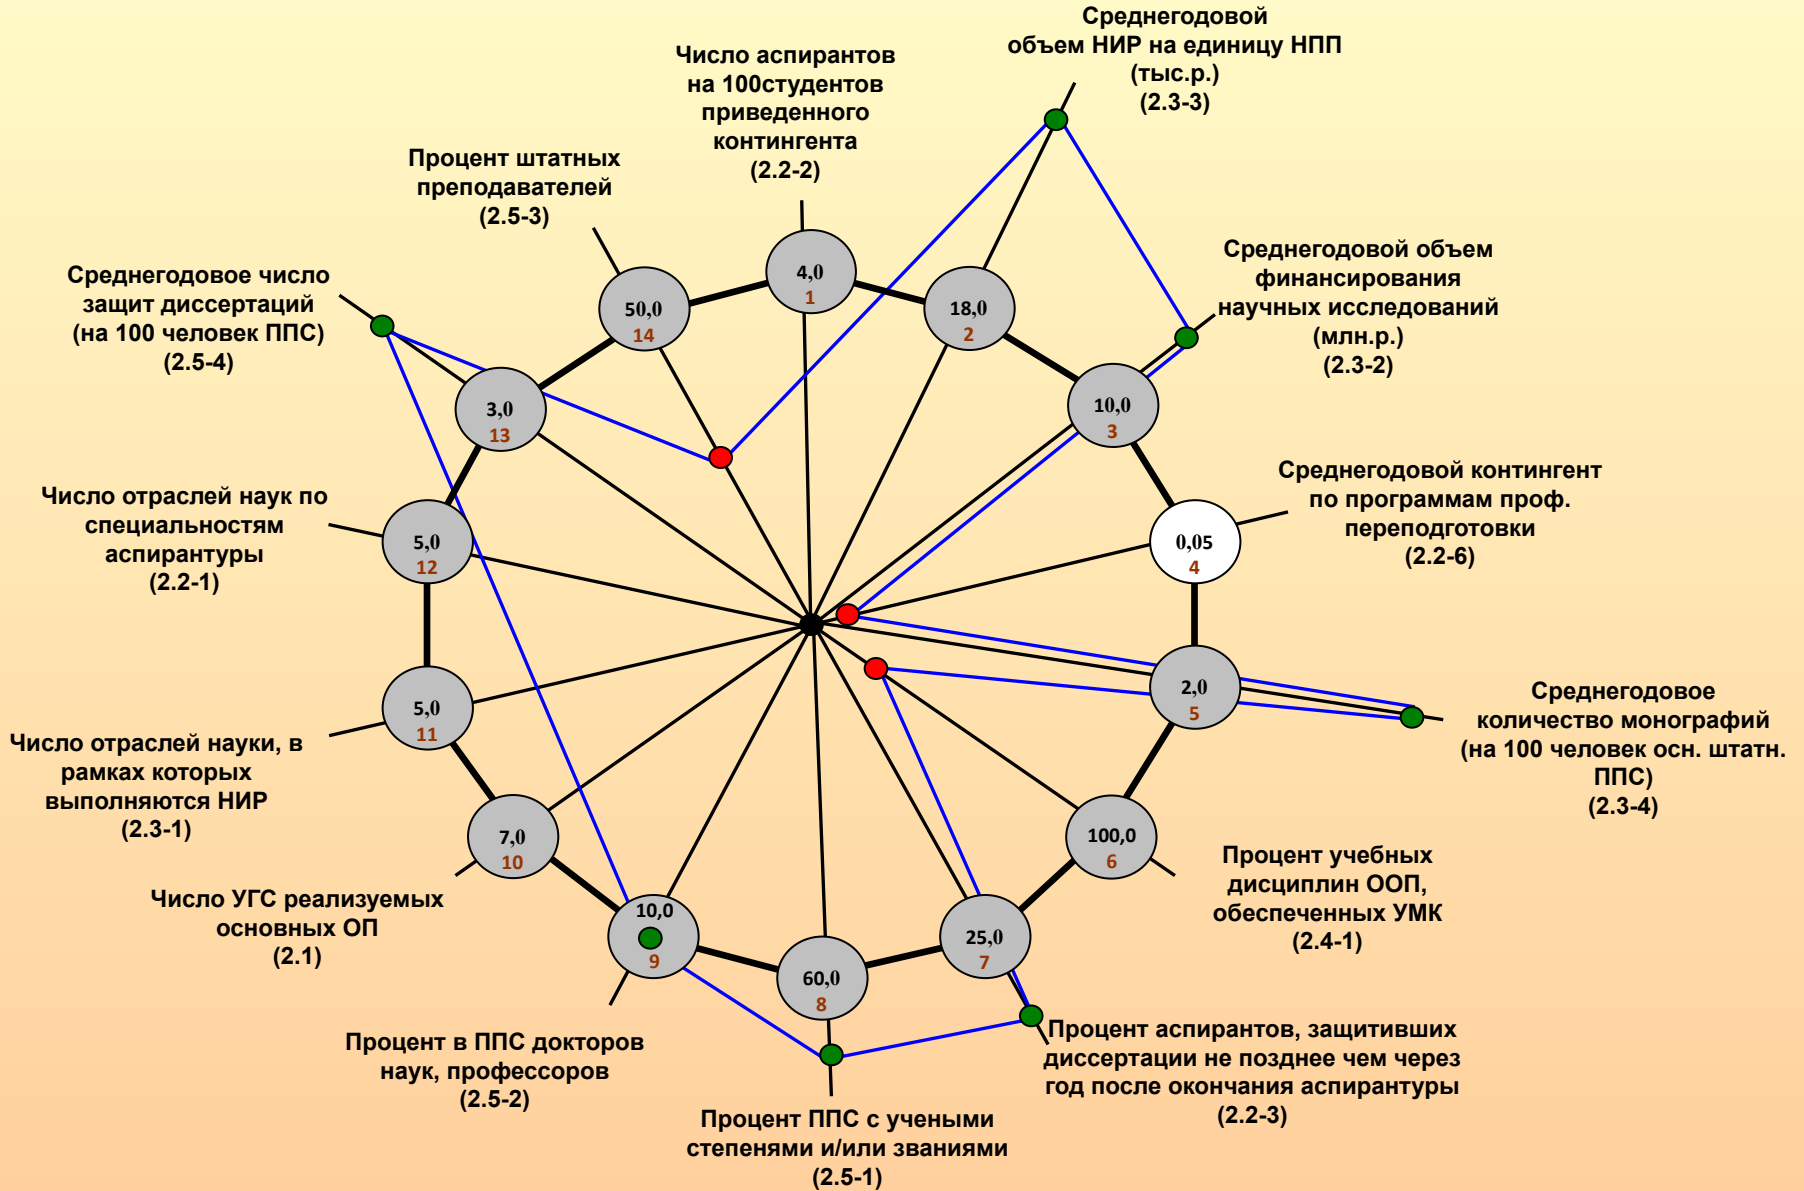 Среднегодовой
объем НИР на единицу НПП
(тыс.р.)
(2.3-3)
Число аспирантов
на 100студентов
приведенного
контингента
(2.2-2)
Процент штатных
преподавателей
(2.5-3)
Среднегодовое число
защит диссертаций
(на 100 человек ППС)
(2.5-4)
Среднегодовой объем
финансирования
научных исследований
(млн.р.)
(2.3-2)
4,0
1
50,0
14
18,0
2
3,0
13
10,0
3
Число отраслей наук по
специальностям
аспирантуры
(2.2-1)
Среднегодовой контингент
по программам проф.
переподготовки
(2.2-6)
5,0
12
0,05
4
5,0
11
2,0
5
Число отраслей науки, в
рамках которых
выполняются НИР
(2.3-1)
Среднегодовое
количество монографий
(на 100 человек осн. штатн.
ППС)
(2.3-4)
7,0
10
100,0
6
Число УГС реализуемых
основных ОП
(2.1)
Процент учебных
дисциплин ООП,
обеспеченных УМК
(2.4-1)
10,0
9
60,0
8
25,0
7
Процент в ППС докторов
наук, профессоров
(2.5-2)
Процент аспирантов, защитивших
диссертации не позднее чем через
год после окончания аспирантуры
(2.2-3)
Процент ППС с учеными
степенями и/или званиями
(2.5-1)